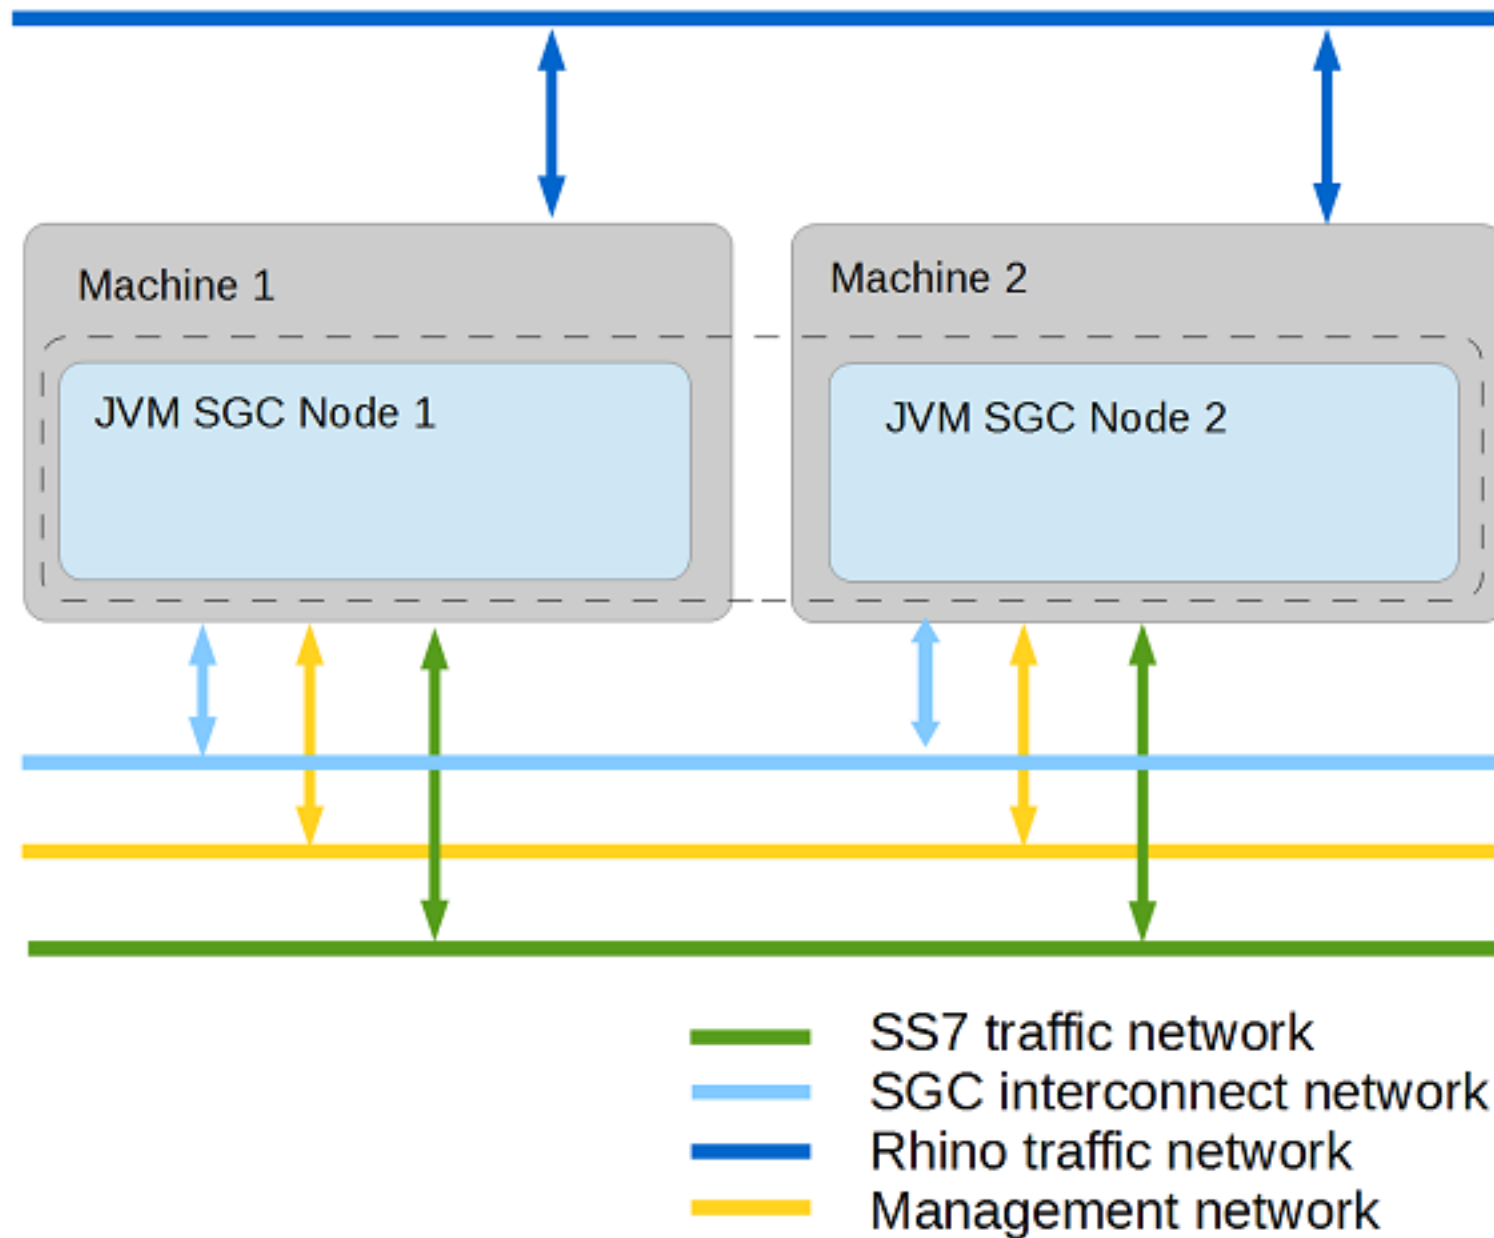 Machine 1
Machine 2
JVM SGC Node 1
JVM SGC Node 2
SS7 traffic network
SGC interconnect network
Rhino traffic network
Management network